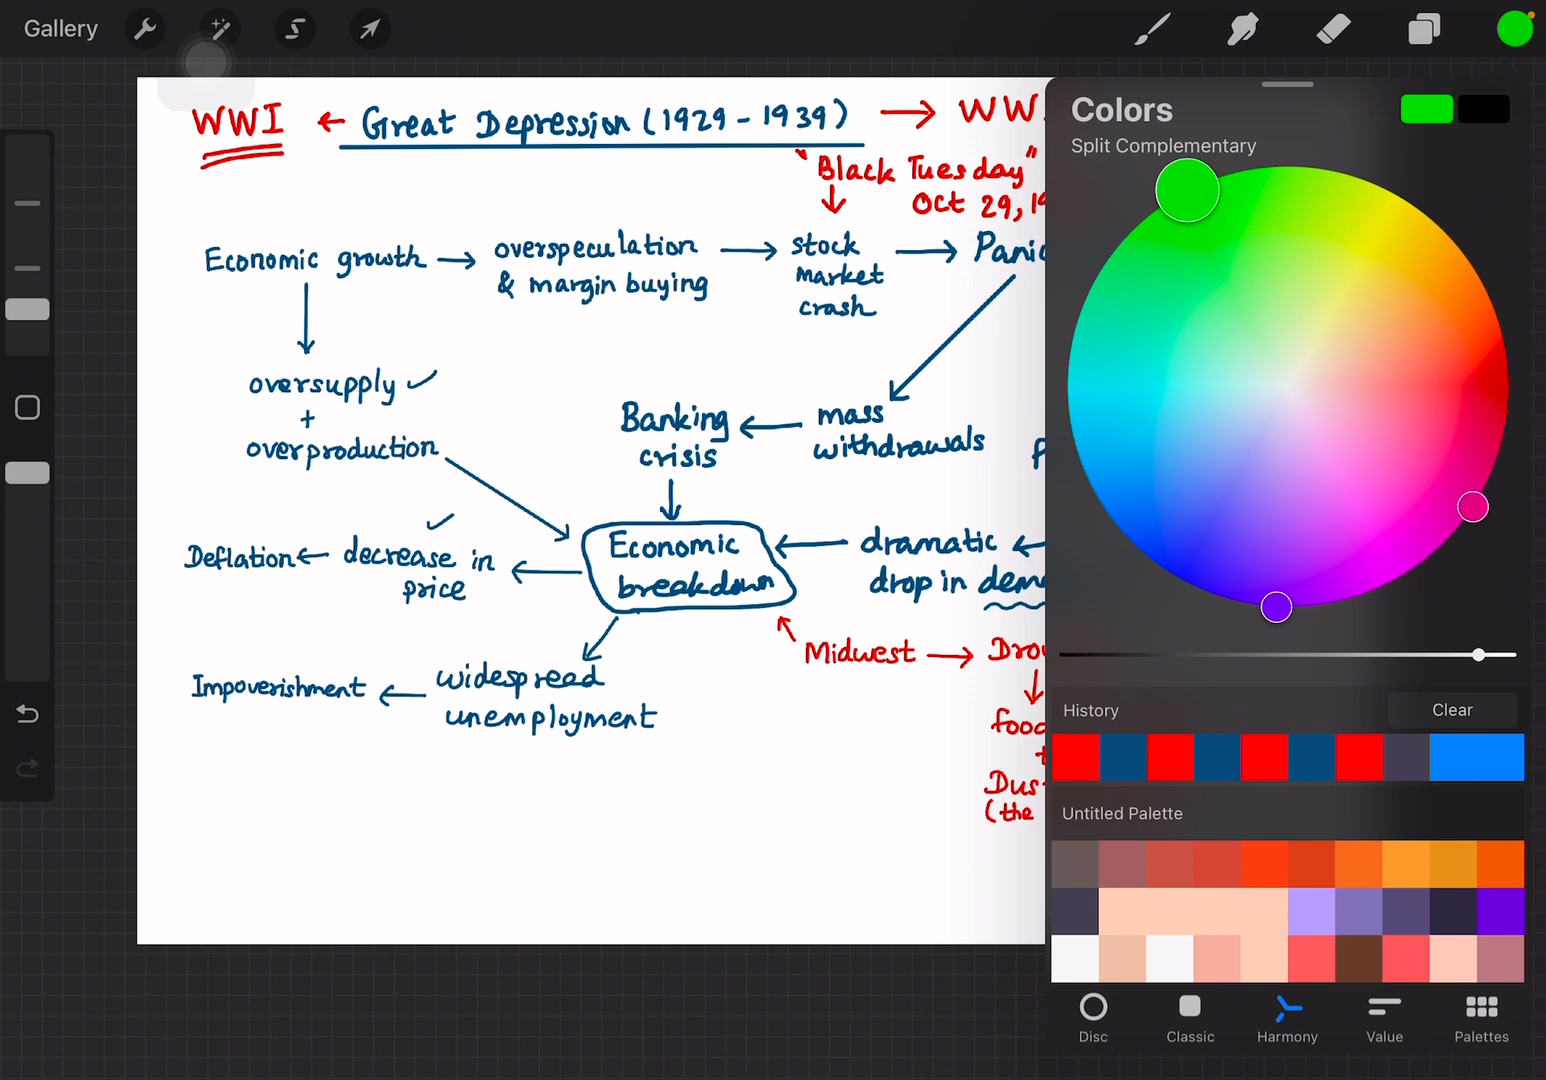 Gallery
WWI ← Great Depression (1929 - 1939) → WW
"Black Tuesday"
Oct 29, 19
Economic growth → overspeculation & margin buying → stock market crash → Panic
oversupply ✓
+
overproduction
Banking crisis ← mass withdrawals
Deflation ← decrease in price ✓
Economic breakdown
dramatic drop in dem
Midwest → Dro
food
Impoverishment ← widespread unemployment
Dus
(the
Colors
Split Complementary
History
Clear
Untitled Palette
Disc
Classic
Harmony
Value
Palettes